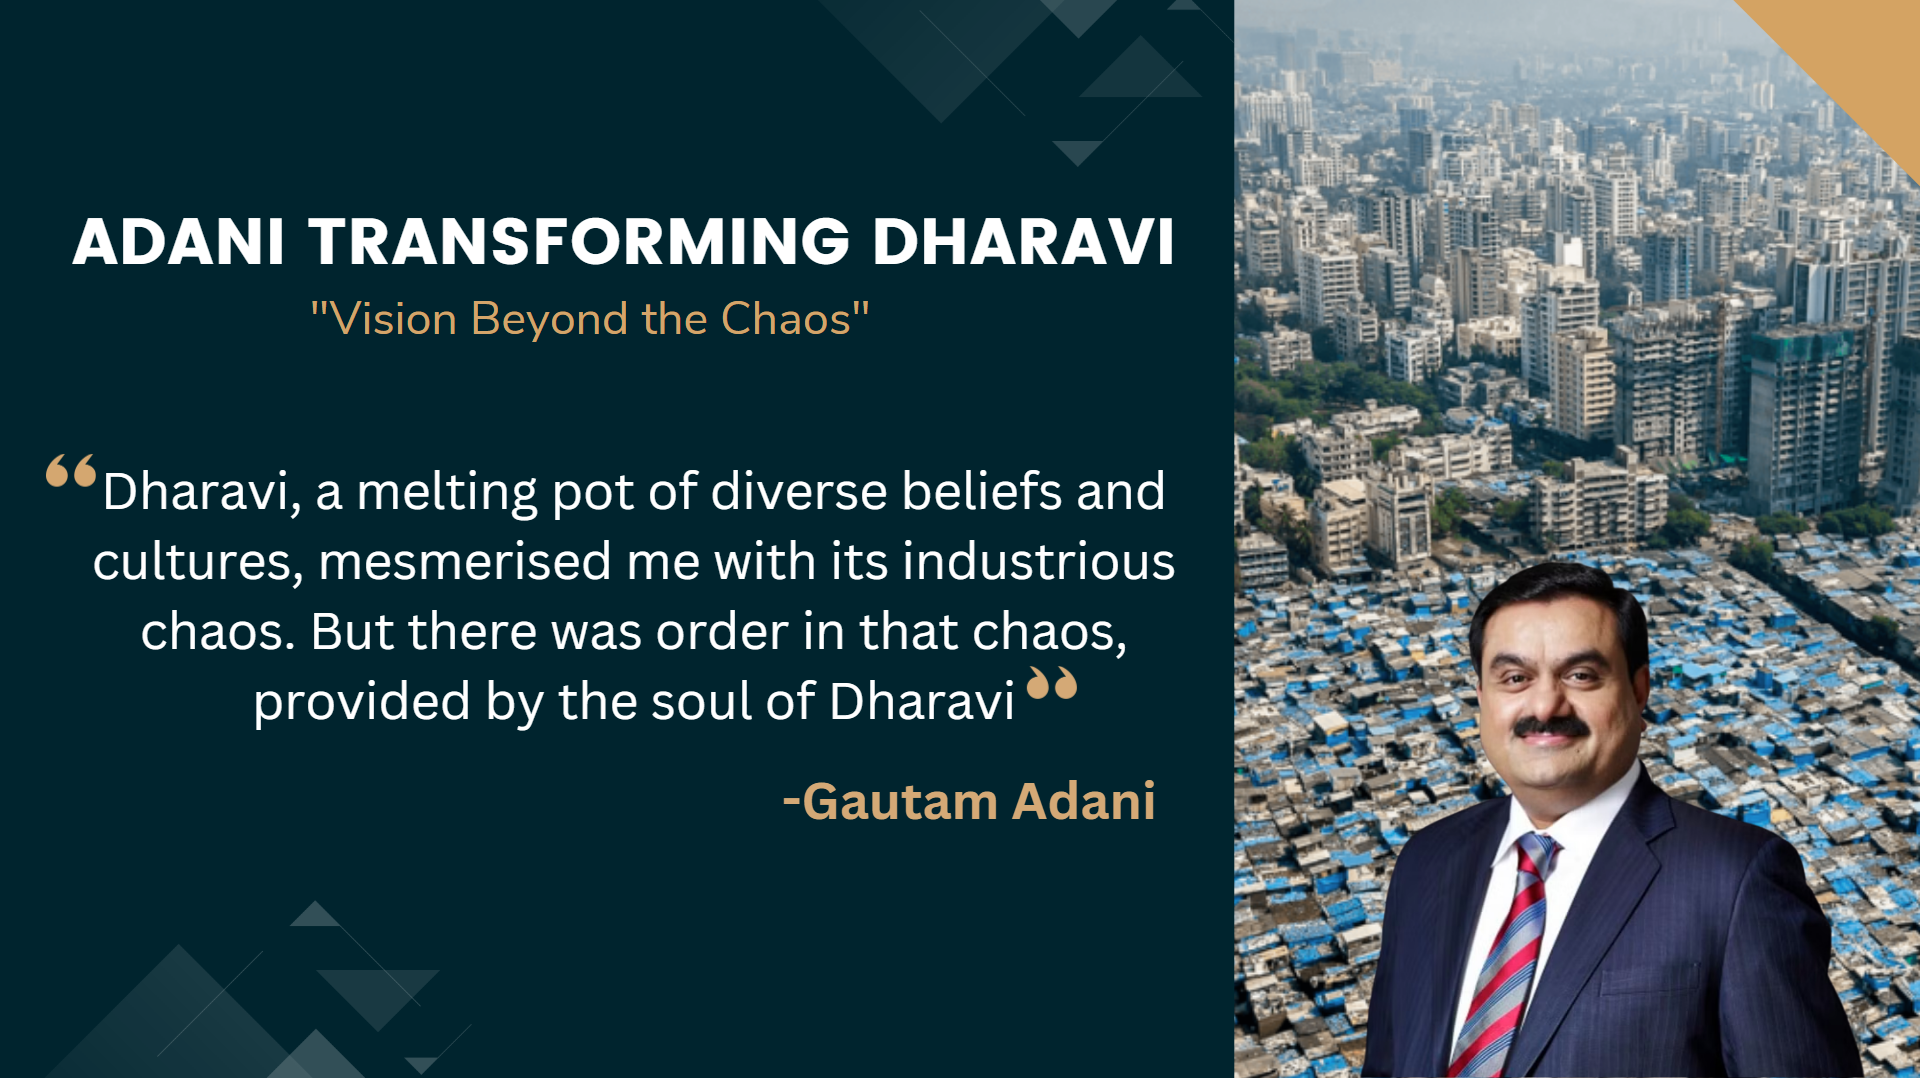 ADANI TRANSFORMING DHARAVI
"Vision Beyond the Chaos"
“Dharavi, a melting pot of diverse beliefs and
cultures, mesmerised me with its industrious
chaos. But there was order in that chaos,
provided by the soul of Dharavi”
-Gautam Adani